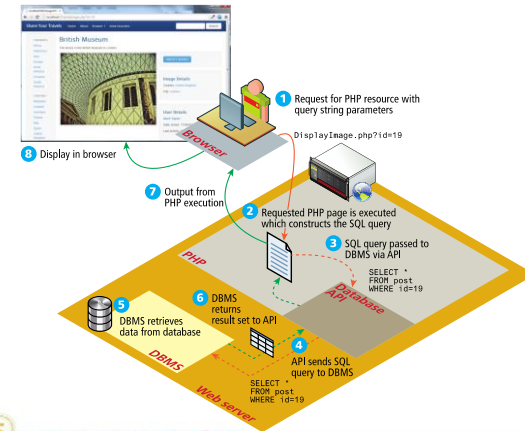 Share Your Travels
British Museum
Image Details
User Details
1 Request for PHP resource with
query string parameters
DisplayImage.php?id=19
Browser
8 Display in browser
7 Output from
PHP execution
2 Requested PHP page is executed
which constructs the SQL query
3 SQL query passed to
DBMS via API
SELECT *
FROM post
WHERE id=19
PHP
Database
API
6 DBMS
returns
result set to API
5
DBMS retrieves
data from database
4
API sends SQL
query to DBMS
DBMS
SELECT *
FROM post
WHERE id=19
Web server